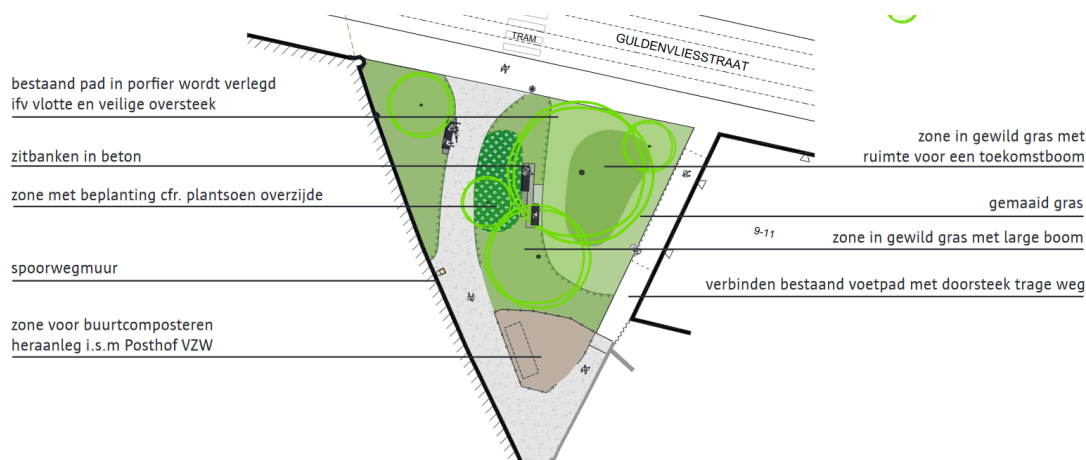 TRAM
GULDENVLIESSTRAAT
bestaand pad in porfier wordt verlegd
ifv vlotte en veilige oversteek
zitbanken in beton
zone met beplanting cfr. plantsoen overzijde
spoorwegmuur
zone voor buurtcomposteren
heraanleg i.s.m Posthof VZW
zone in gewild gras met
ruimte voor een toekomstboom
gemaaid gras
9-11
zone in gewild gras met large boom
verbinden bestaand voetpad met doorsteek trage weg